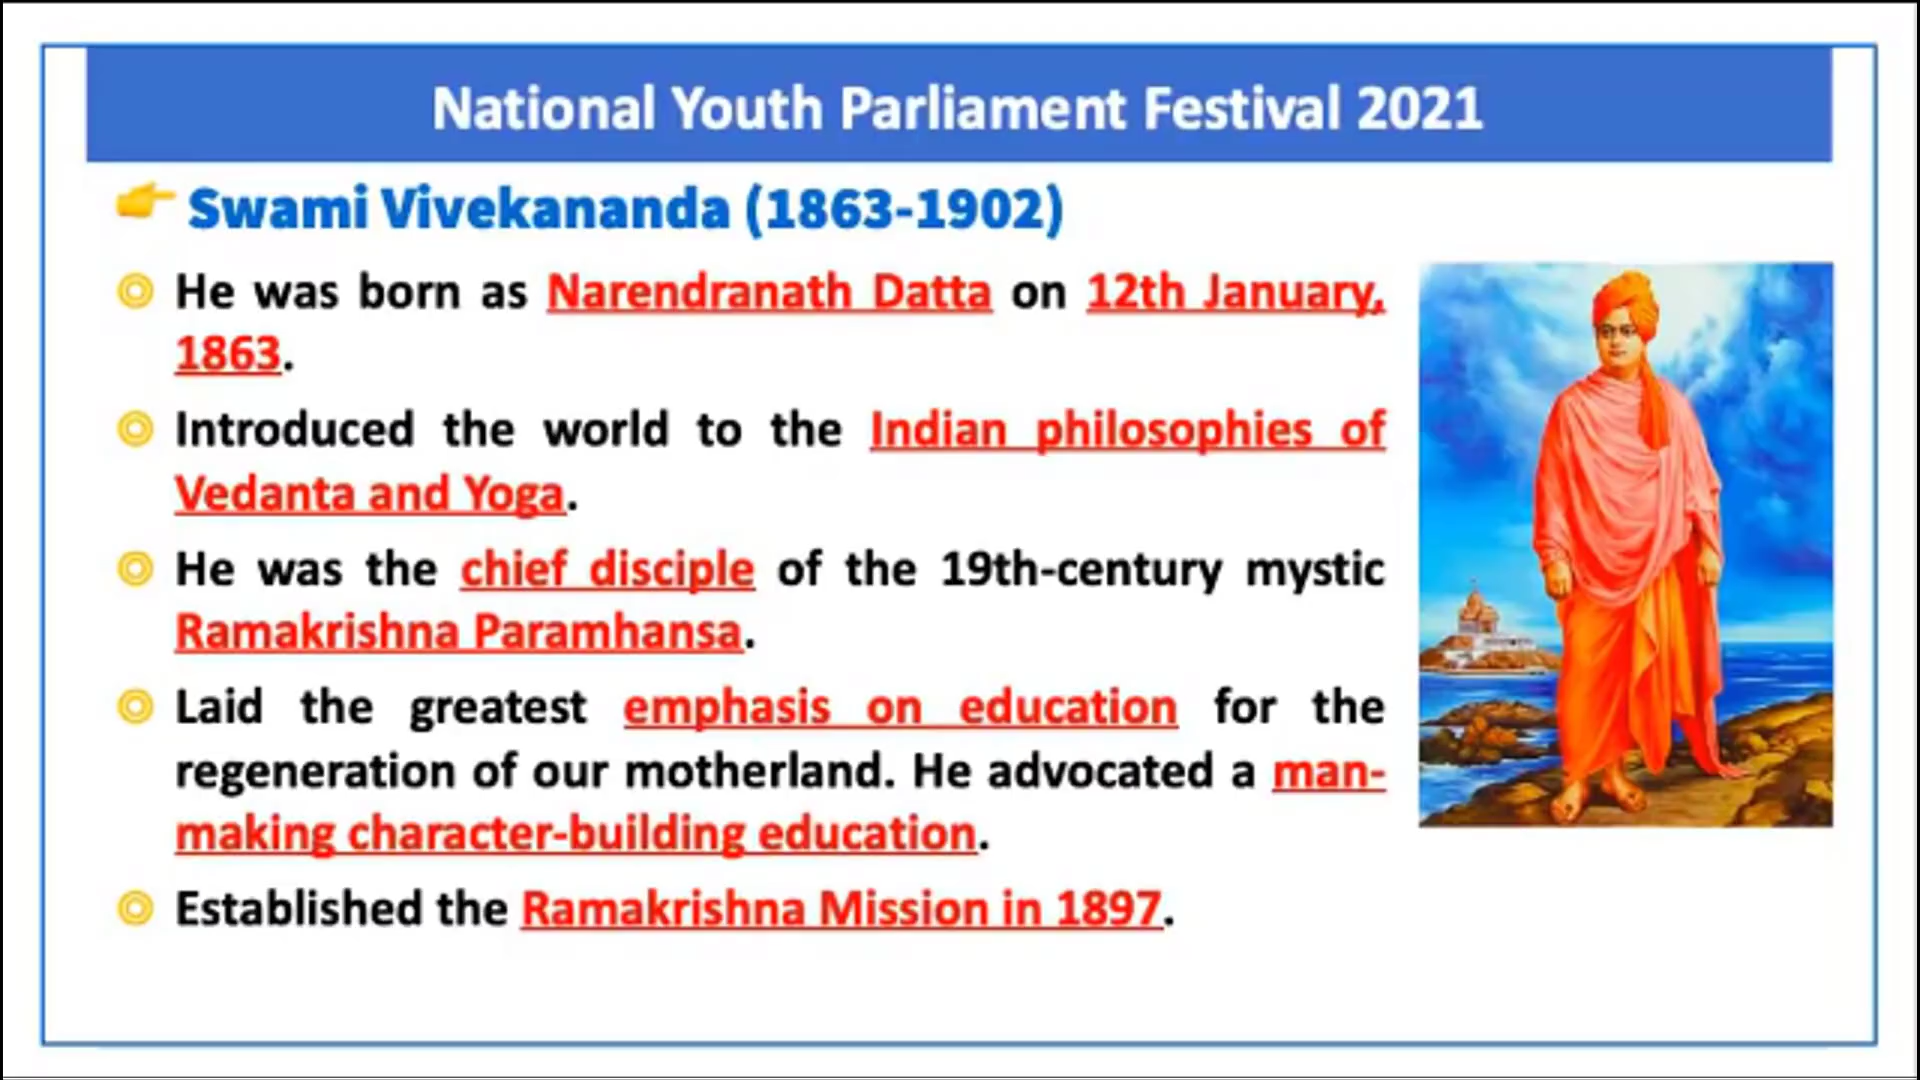 National Youth Parliament Festival 2021
Swami Vivekananda (1863-1902)
He was born as Narendranath Datta on 12th January,
1863.
Introduced the world to the Indian philosophies of
Vedanta and Yoga.
He was the chief disciple of the 19th-century mystic
Ramakrishna Paramhansa.
Laid the greatest emphasis on education for the
regeneration of our motherland. He advocated a man-
making character-building education.
Established the Ramakrishna Mission in 1897.